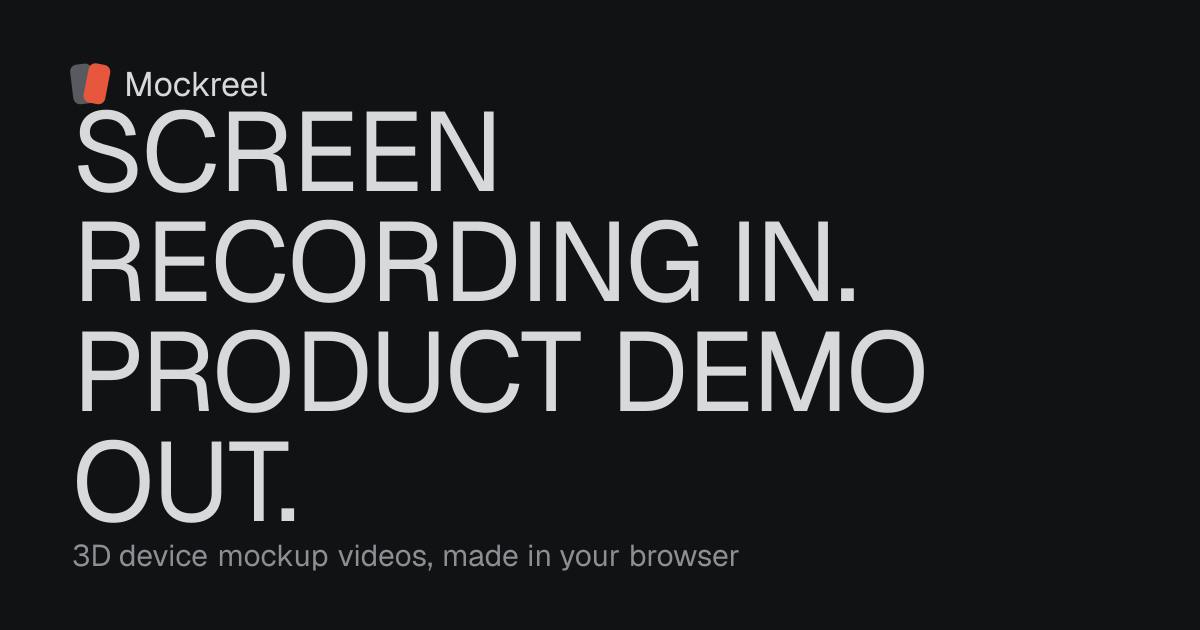 Mockreel
SCREEN
RECORDING IN.
PRODUCT DEMO
OUT.
3D device mockup videos, made in your browser